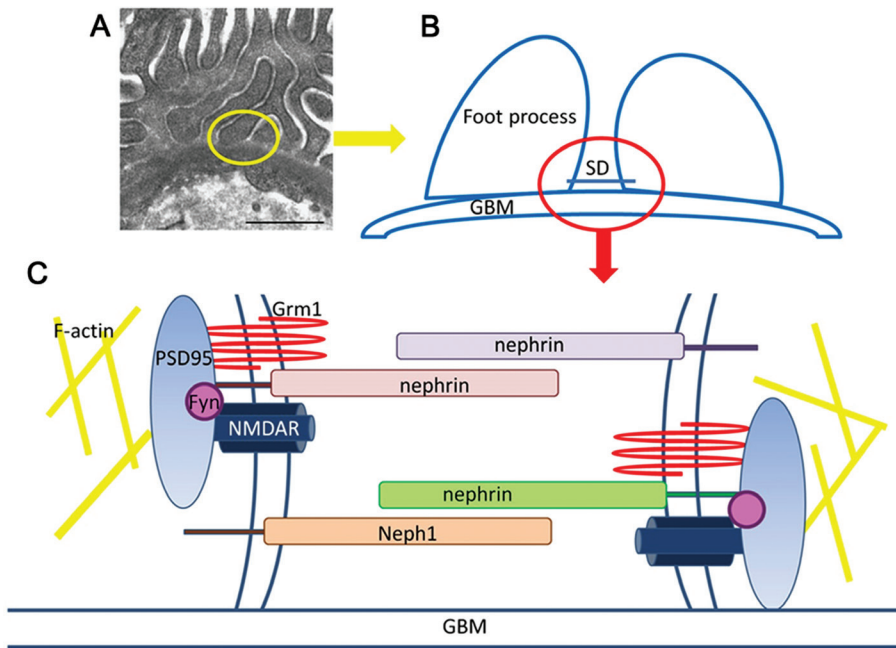 A
B
Foot process
SD
GBM
C
Grm1
F-actin
nephrin
PSD95
nephrin
Fyn
NMDAR
nephrin
Neph1
GBM